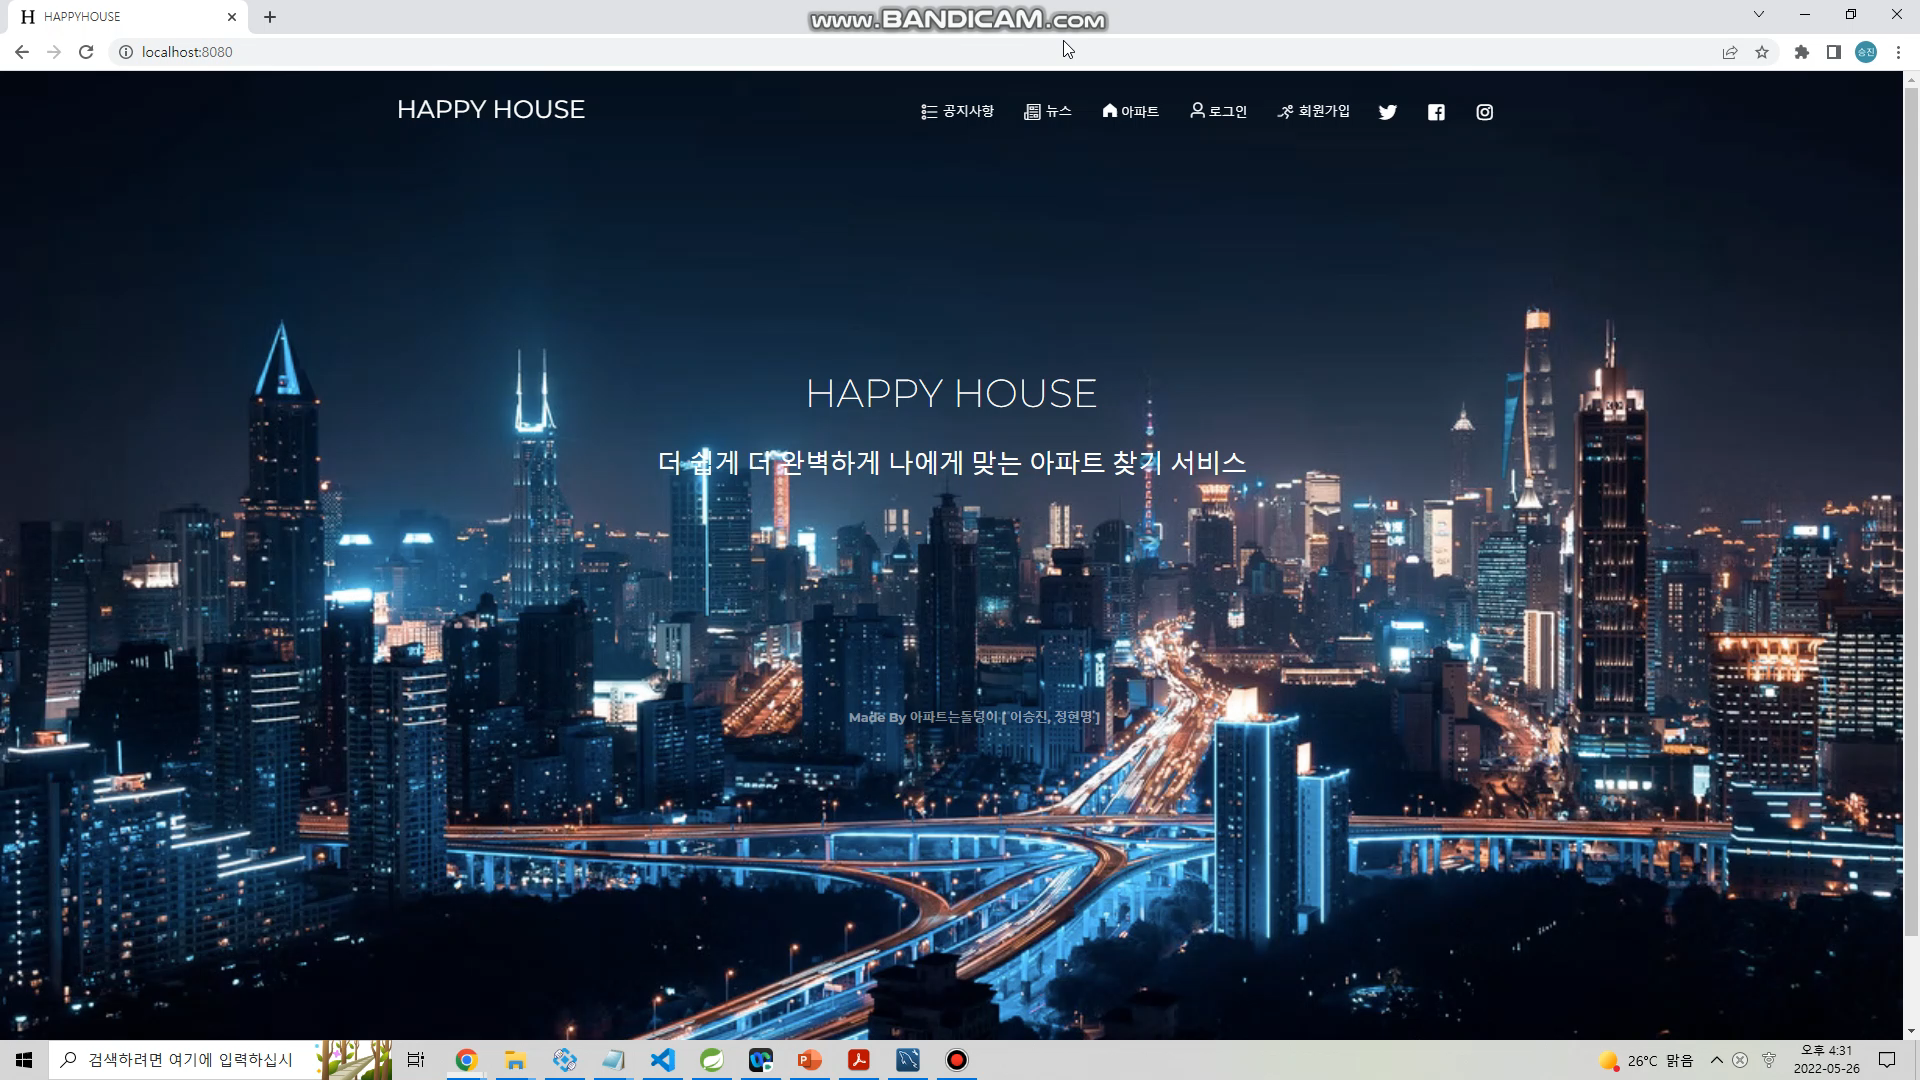 HAPPYHOUSE
www.BANDICAM.com
localhost:8080
승진
HAPPY HOUSE
공지사항 뉴스 아파트 로그인 회원가입
HAPPY HOUSE
더 쉽게 더 완벽하게 나에게 맞는 아파트 찾기 서비스
Made By 아파트는돌덩이 [ 이승진, 정현명 ]
검색하려면 여기에 입력하십시
26°C 맑음
오후 4:31
2022-05-26